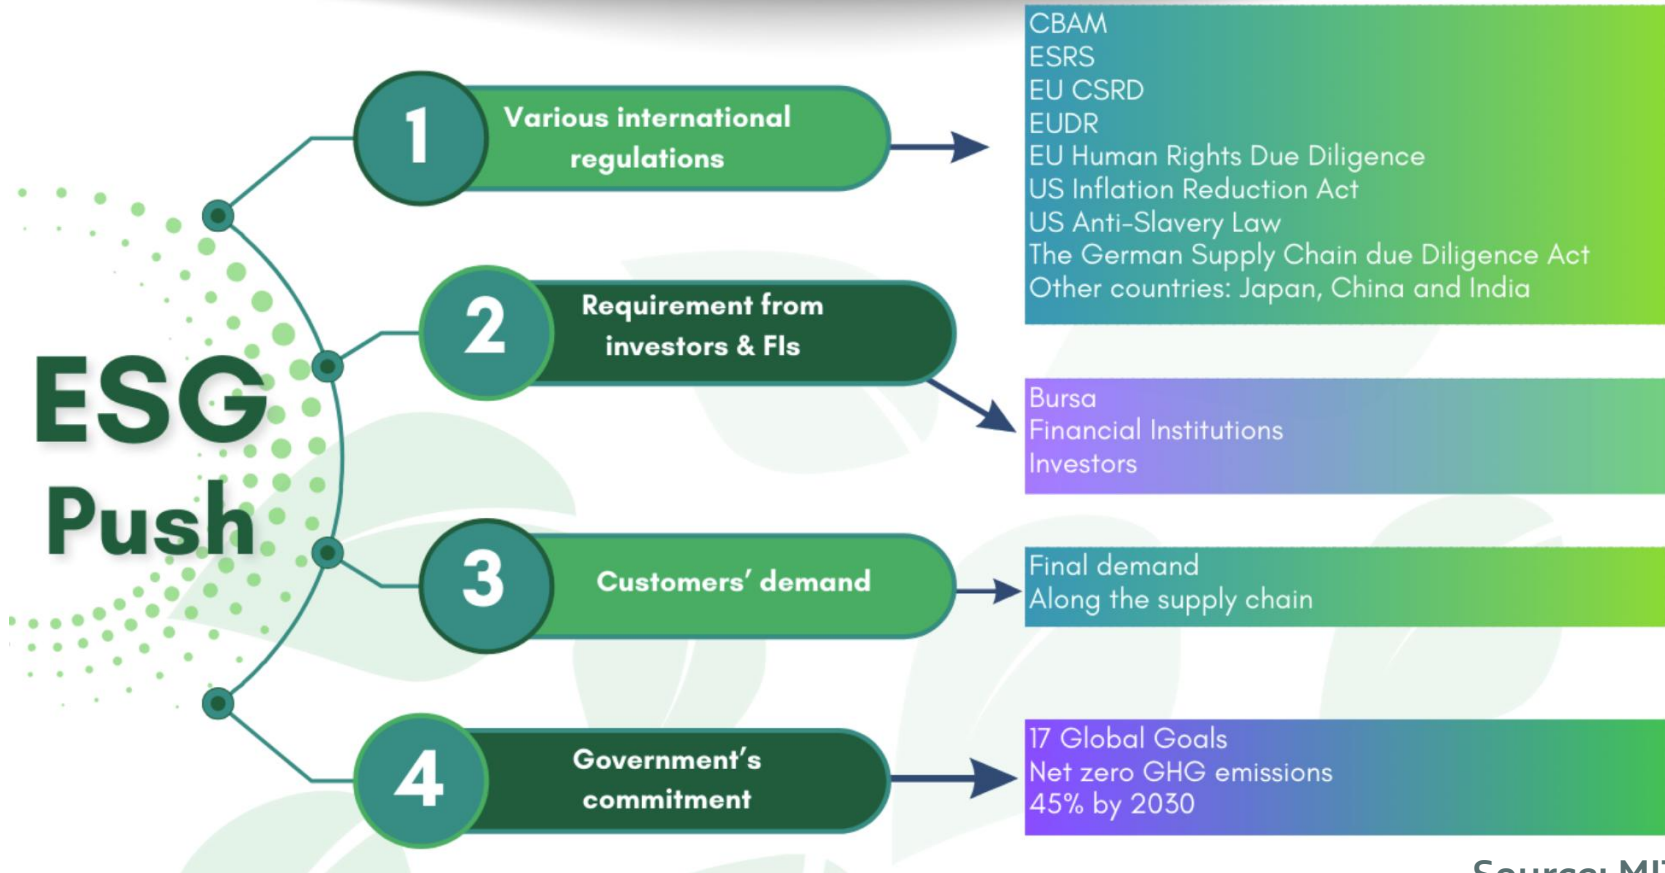 ESG
Push
1
Various international
regulations
CBAM
ESRS
EU CSRD
EUDR
EU Human Rights Due Diligence
US Inflation Reduction Act
US Anti-Slavery Law
The German Supply Chain due Diligence Act
Other countries: Japan, China and India
2
Requirement from
investors & FIs
Bursa
Financial Institutions
Investors
3
Customers’ demand
Final demand
Along the supply chain
4
Government’s
commitment
17 Global Goals
Net zero GHG emissions
45% by 2030
Source: